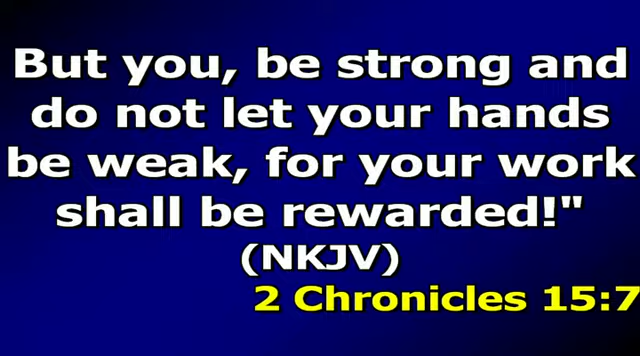 But you, be strong and
do not let your hands
be weak, for your work
shall be rewarded!"
(NKJV)
2 Chronicles 15:7